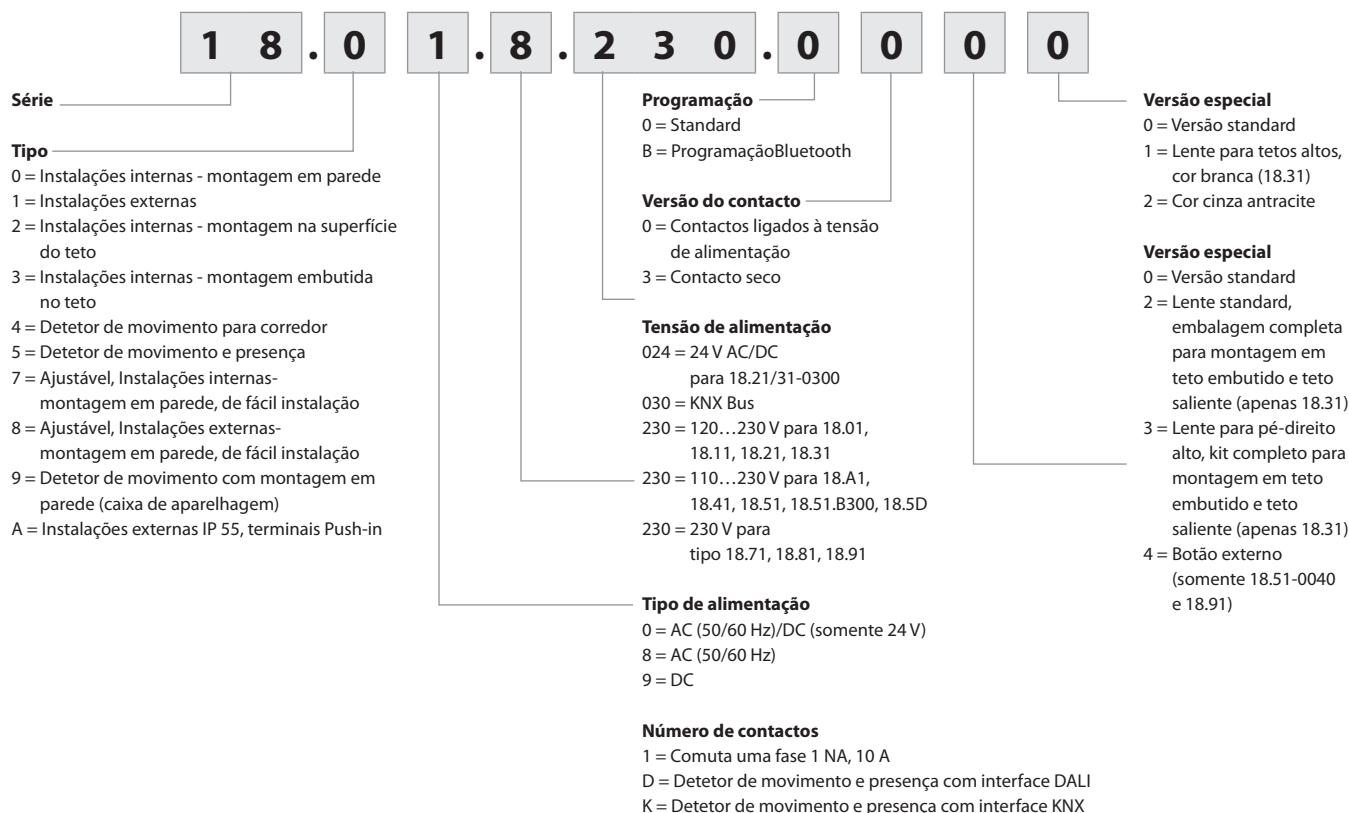 18.01.8.230.0000
Série
Tipo
0 = Instalações internas - montagem em parede
1 = Instalações externas
2 = Instalações internas - montagem na superfície
do teto
3 = Instalações internas - montagem embutida
no teto
4 = Detetor de movimento para corredor
5 = Detetor de movimento e presença
7 = Ajustável, Instalações internas-
montagem em parede, de fácil instalação
8 = Ajustável, Instalações externas-
montagem em parede, de fácil instalação
9 = Detetor de movimento com montagem em
parede (caixa de aparelhagem)
A = Instalações externas IP 55, terminais Push-in
Programação
0 = Standard
B = ProgramaçãoBluetooth
Versão do contacto
0 = Contactos ligados à tensão
de alimentação
3 = Contacto seco
Tensão de alimentação
024 = 24 V AC/DC
para 18.21/31-0300
030 = KNX Bus
230 = 120…230 V para 18.01,
18.11, 18.21, 18.31
230 = 110…230 V para 18.A1,
18.41, 18.51, 18.51.B300, 18.5D
230 = 230 V para
tipo 18.71, 18.81, 18.91
Tipo de alimentação
0 = AC (50/60 Hz)/DC (somente 24 V)
8 = AC (50/60 Hz)
9 = DC
Número de contactos
1 = Comuta uma fase 1 NA, 10 A
D = Detetor de movimento e presença com interface DALI
K = Detetor de movimento e presença com interface KNX
Versão especial
0 = Versão standard
1 = Lente para tetos altos,
cor branca (18.31)
2 = Cor cinza antracite
Versão especial
0 = Versão standard
2 = Lente standard,
embalagem completa
para montagem em
teto embutido e teto
saliente (apenas 18.31)
3 = Lente para pé-direito
alto, kit completo para
montagem em teto
embutido e teto
saliente (apenas 18.31)
4 = Botão externo
(somente 18.51-0040
e 18.91)